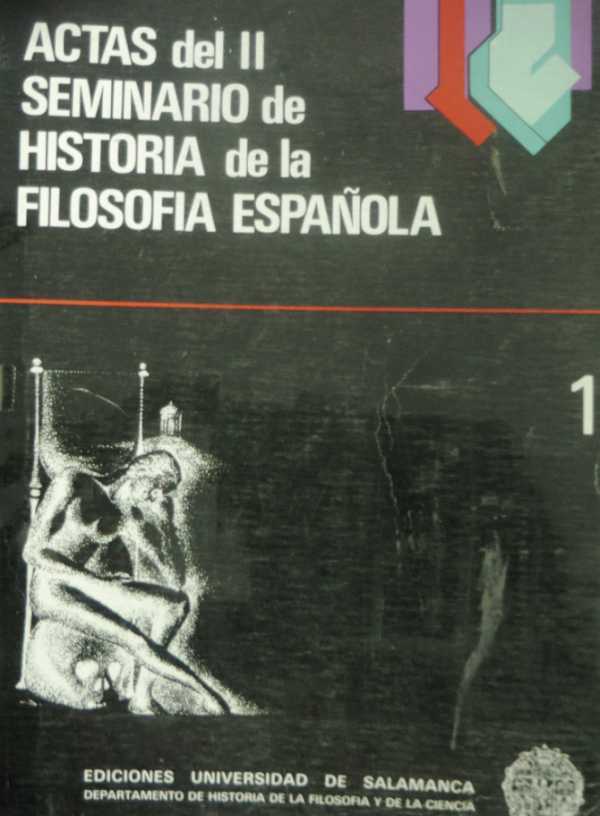 ACTAS del II
SEMINARIO de
HISTORIA de la
FILOSOFIA ESPAÑOLA
1
EDICIONES UNIVERSIDAD DE SALAMANCA
DEPARTAMENTO DE HISTORIA DE LA FILOSOFIA Y DE LA CIENCIA